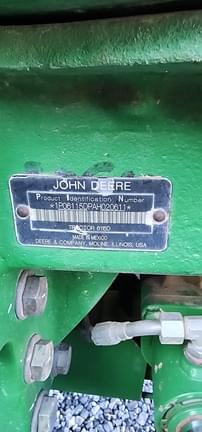 JOHN DEERE
Product Identification Number
*1P06115DPAH020611*
TRACTOR 6115D
MADE IN MEXICO
DEERE & COMPANY, MOLINE, ILLINOIS, USA